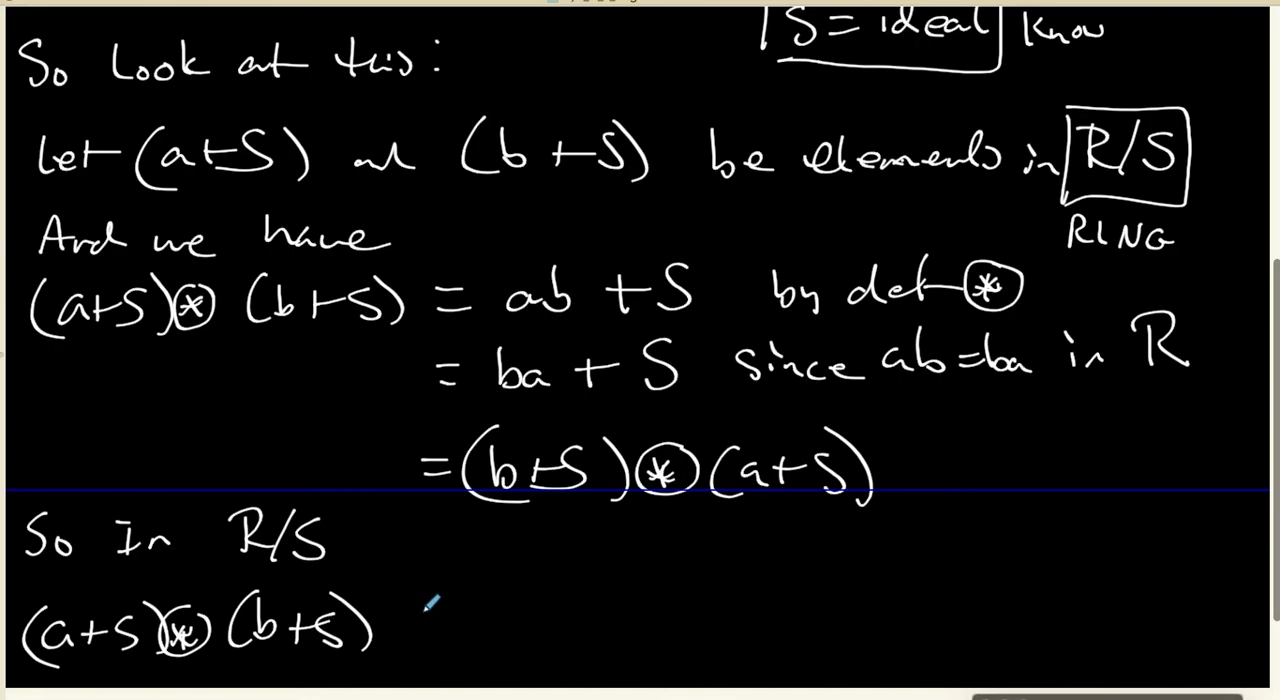 S = ideal Know
So Look at this:
Let (a+S) and (b+S) be elements in R/S
RING
And we have
(a+S)⊛(b+S) = ab + S by def ⊛
= ba + S since ab=ba in R
=(b+S)⊛(a+S)
So In R/S
(a+S)⊛(b+S)